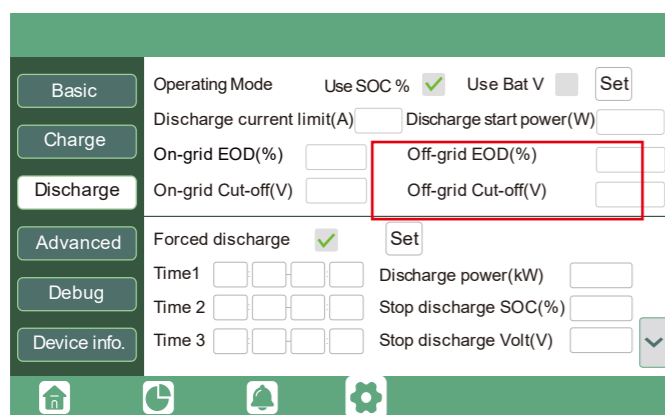 Basic
Charge
Discharge
Advanced
Debug
Device info.
Operating Mode Use SOC % Use Bat V Set
Discharge current limit(A) Discharge start power(W)
On-grid EOD(%) Off-grid EOD(%)
On-grid Cut-off(V) Off-grid Cut-off(V)
Forced discharge Set
Time1 : - : Discharge power(kW)
Time 2 : - : Stop discharge SOC(%)
Time 3 : - : Stop discharge Volt(V)